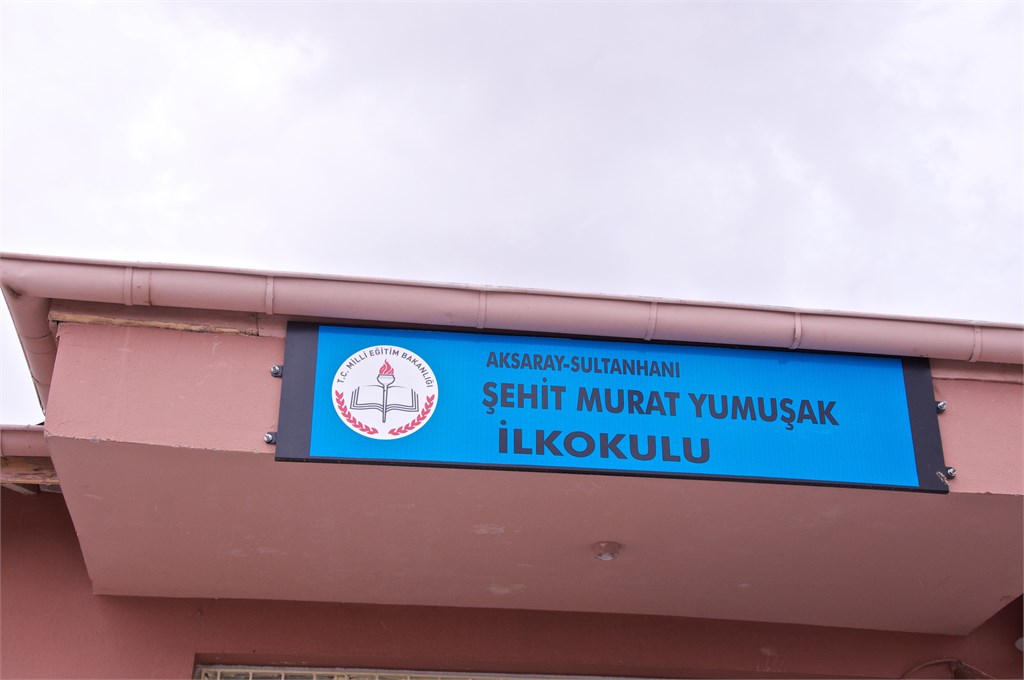 T.C. MİLLİ EĞİTİM BAKANLIĞI
AKSARAY-SULTANHANI
ŞEHİT MURAT YUMUŞAK
İLKOKULU